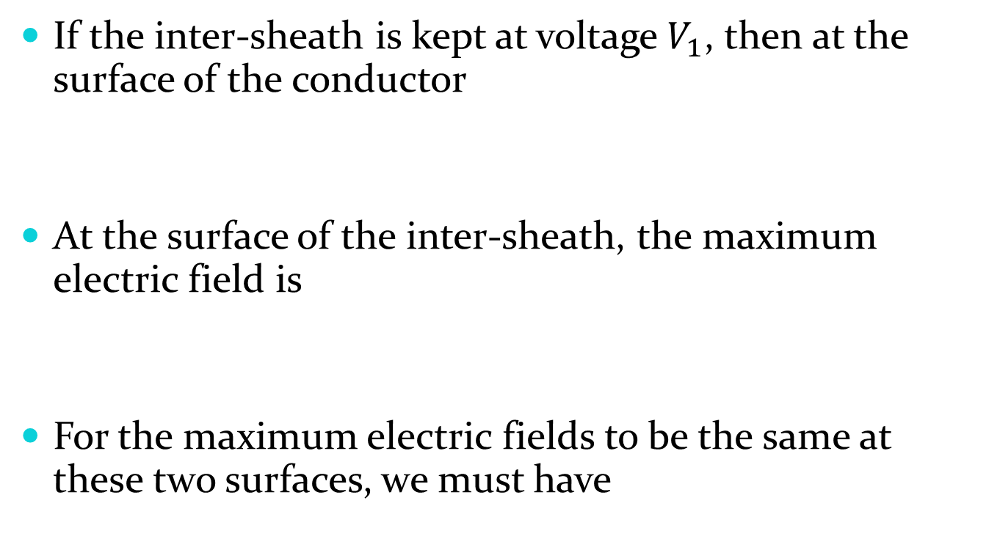 • If the inter-sheath is kept at voltage V₁, then at the
surface of the conductor
• At the surface of the inter-sheath, the maximum
electric field is
• For the maximum electric fields to be the same at
these two surfaces, we must have